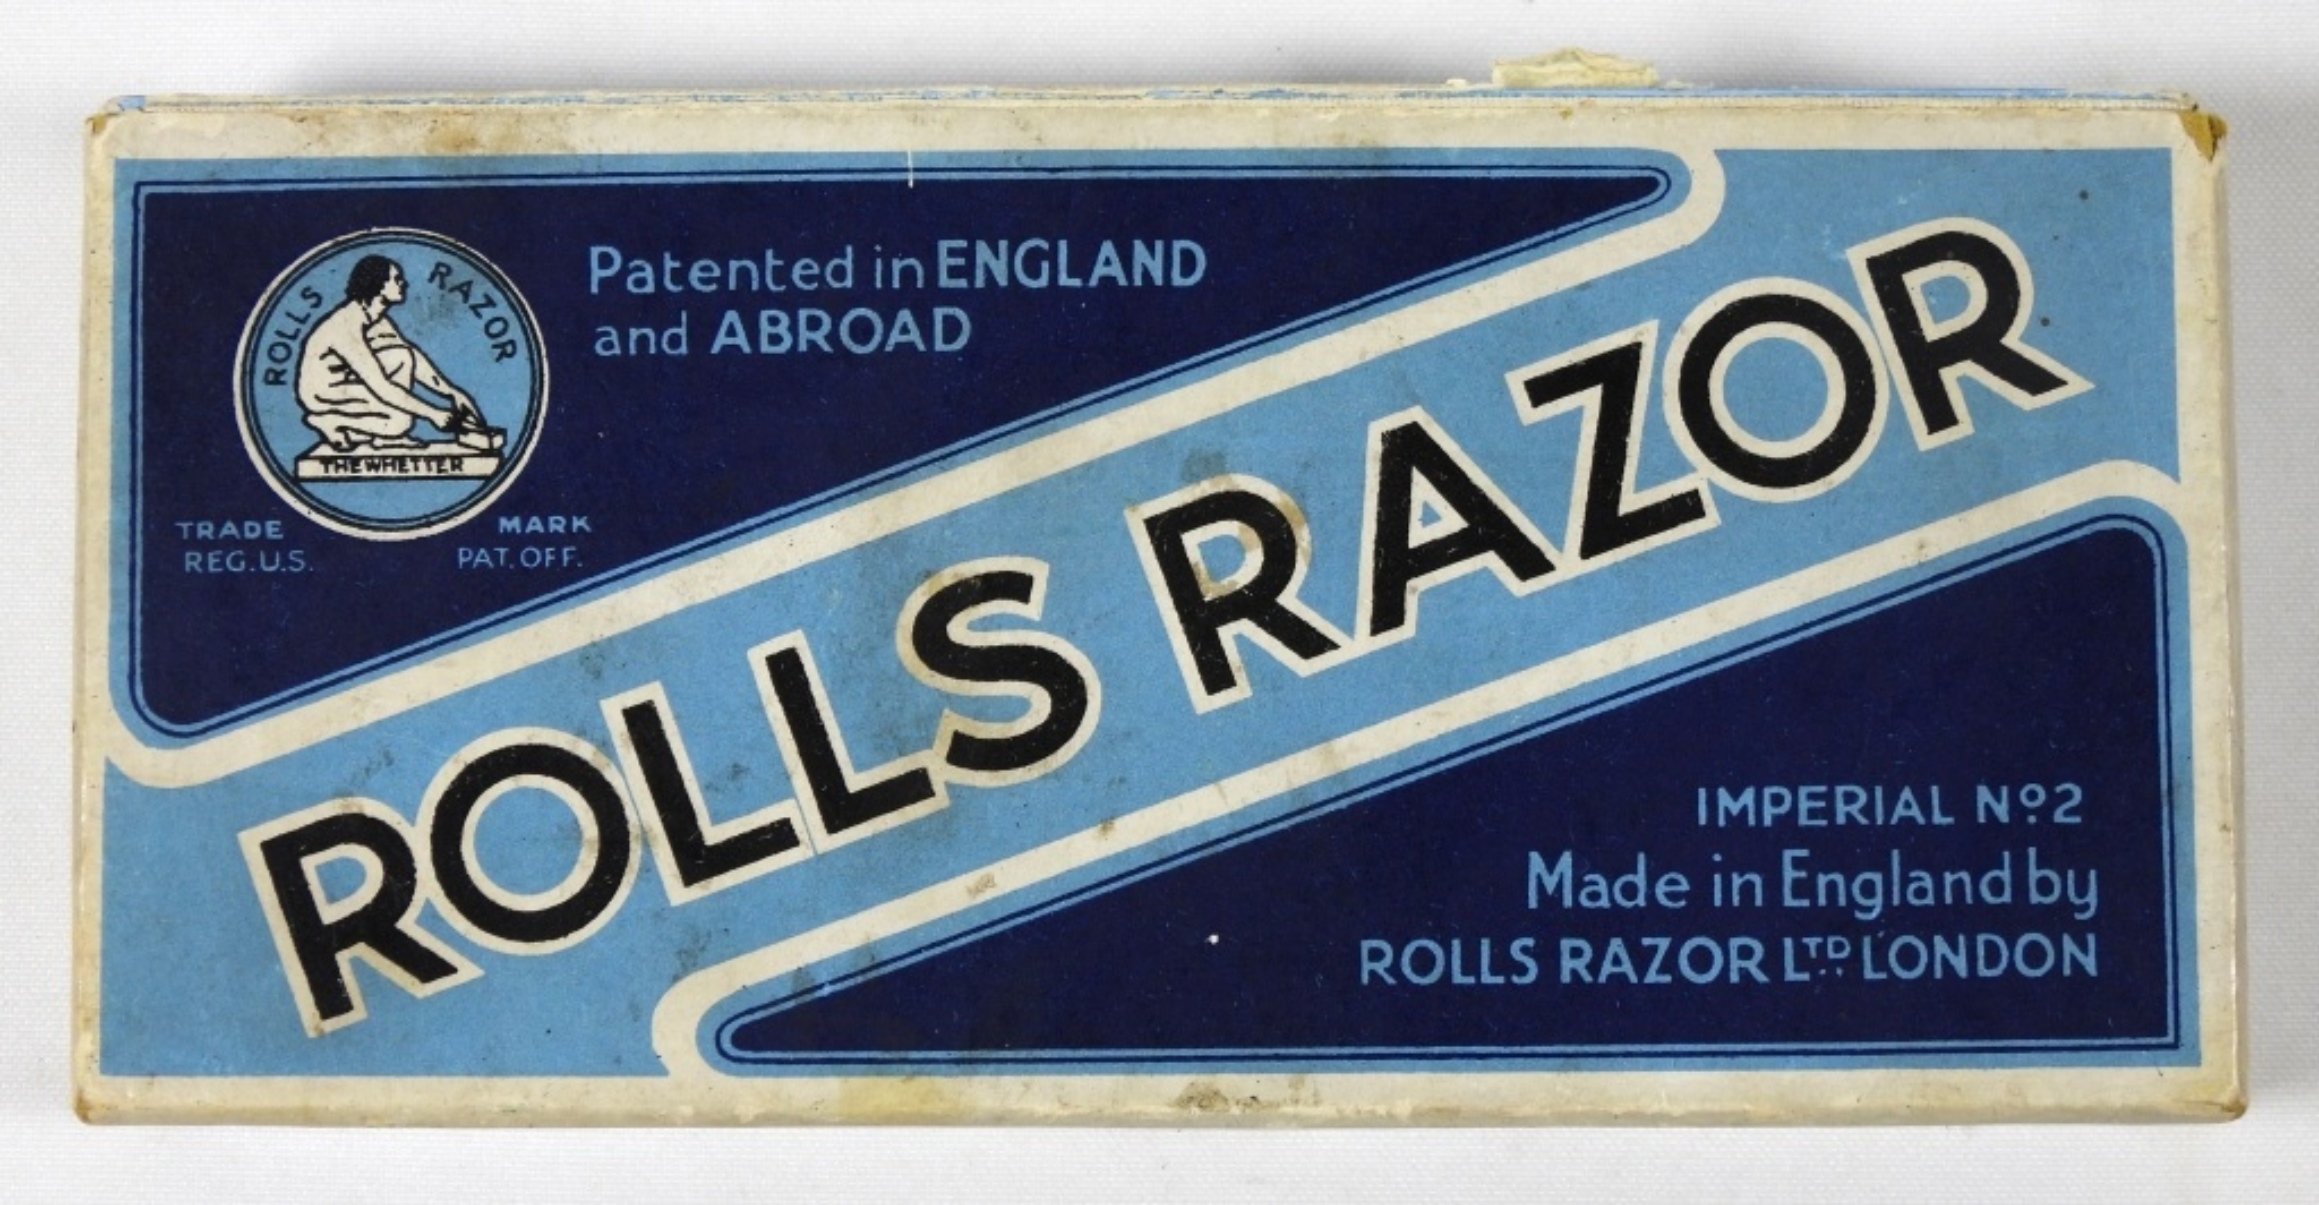 ROLLS RAZOR
THE WHETTER
TRADE MARK
REG. U.S. PAT. OFF.
Patented in ENGLAND
and ABROAD
ROLLS RAZOR
IMPERIAL Nº 2
Made in England by
ROLLS RAZOR LTD LONDON